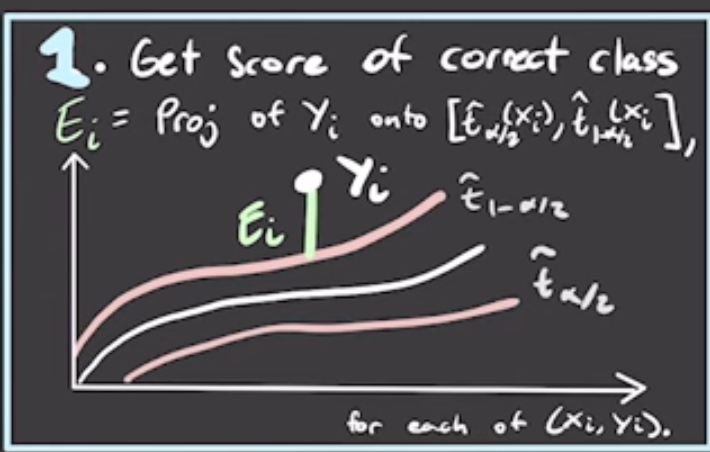 1. Get Score of correct class
Ei = Proj of Yi onto [t̂α/2(xi), t̂1-α/2(xi],
Yi
t̂1-α/2
Ei
t̂α/2
for each of (xi, yi).